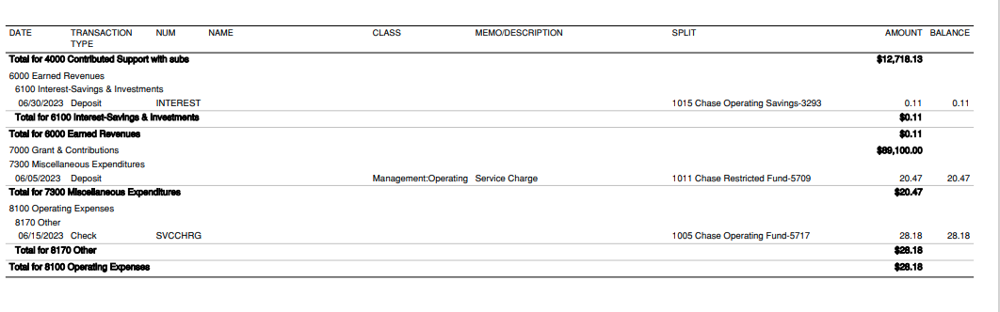 DATE TRANSACTION TYPE NUM NAME CLASS MEMO/DESCRIPTION SPLIT AMOUNT BALANCE
Total for 4000 Contributed Support with subs $12,718.13
6000 Earned Revenues
6100 Interest-Savings & Investments
06/30/2023 Deposit INTEREST 1015 Chase Operating Savings-3293 0.11 0.11
Total for 6100 Interest-Savings & Investments $0.11
Total for 6000 Earned Revenues $0.11
7000 Grant & Contributions $89,100.00
7300 Miscellaneous Expenditures
06/05/2023 Deposit Management:Operating Service Charge 1011 Chase Restricted Fund-5709 20.47 20.47
Total for 7300 Miscellaneous Expenditures $20.47
8100 Operating Expenses
8170 Other
06/15/2023 Check SVCCHRG 1005 Chase Operating Fund-5717 28.18 28.18
Total for 8170 Other $28.18
Total for 8100 Operating Expenses $28.18